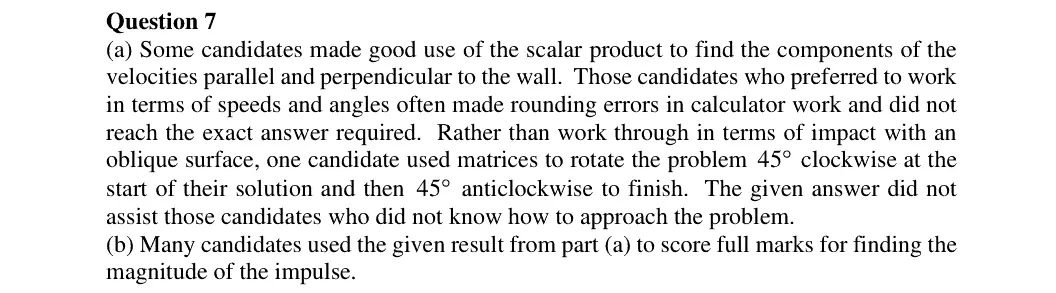 Question 7
(a) Some candidates made good use of the scalar product to find the components of the
velocities parallel and perpendicular to the wall. Those candidates who preferred to work
in terms of speeds and angles often made rounding errors in calculator work and did not
reach the exact answer required. Rather than work through in terms of impact with an
oblique surface, one candidate used matrices to rotate the problem 45° clockwise at the
start of their solution and then 45° anticlockwise to finish. The given answer did not
assist those candidates who did not know how to approach the problem.
(b) Many candidates used the given result from part (a) to score full marks for finding the
magnitude of the impulse.